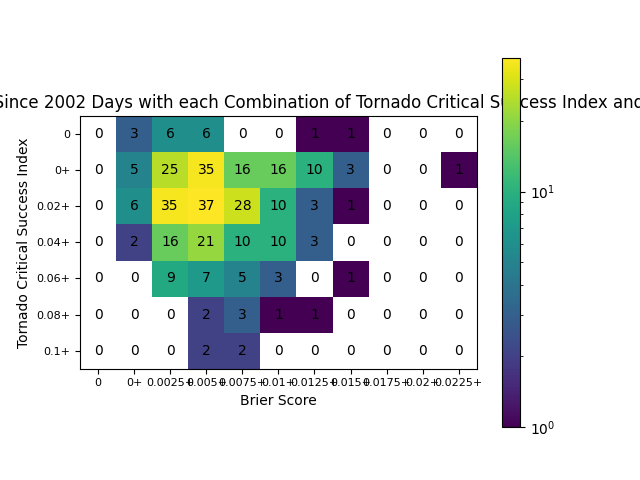 Since 2002 Days with each Combination of Tornado Critical Success Index and
Tornado Critical Success Index
0 0 3 6 6 0 0 1 1 0 0 0
0+ 0 5 25 35 16 16 10 3 0 0 1
0.02+ 0 6 35 37 28 10 3 1 0 0 0
0.04+ 0 2 16 21 10 10 3 0 0 0 0
0.06+ 0 0 9 7 5 3 0 1 0 0 0
0.08+ 0 0 0 2 3 1 1 0 0 0 0
0.1+ 0 0 0 2 2 0 0 0 0 0 0
0 0+ 0.0025+ 0.005+ 0.0075+ 0.01+ 0.0125+ 0.015+ 0.0175+ 0.02+ 0.0225+
Brier Score
10¹
10⁰